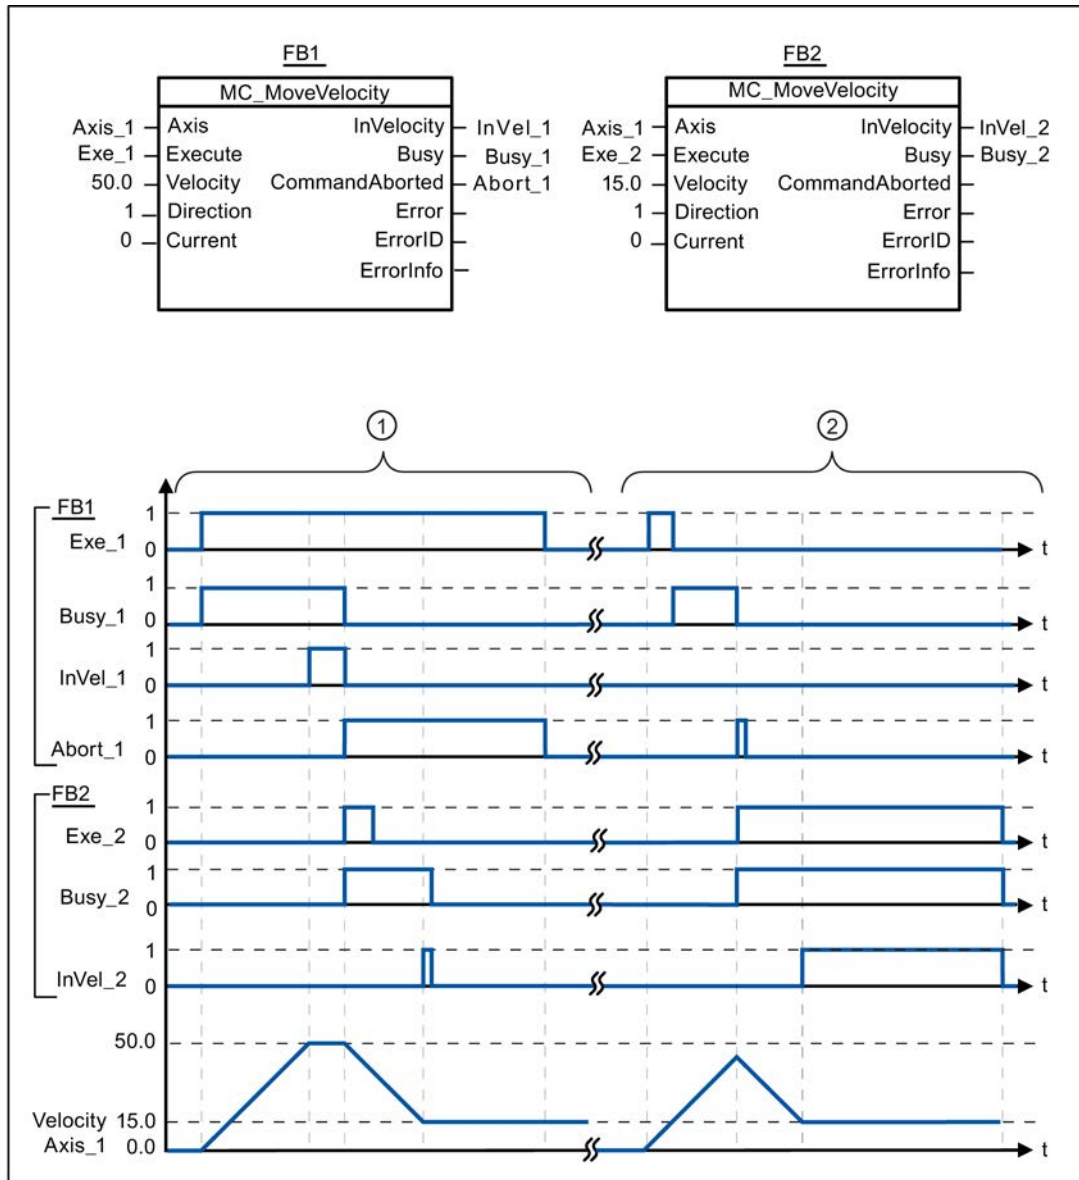 FB1
FB2
MC_MoveVelocity
MC_MoveVelocity
Axis_1 Axis InVelocity InVel_1
Exe_1 Execute Busy Busy_1
50.0 Velocity CommandAborted Abort_1
1 Direction Error
0 Current ErrorID
ErrorInfo
Axis_1 Axis InVelocity InVel_2
Exe_2 Execute Busy Busy_2
15.0 Velocity CommandAborted
1 Direction Error
0 Current ErrorID
ErrorInfo
1 2
FB1
1
Exe_1 0 t
1
Busy_1 0 t
1
InVel_1 0 t
1
Abort_1 0 t
FB2
1
Exe_2 0 t
1
Busy_2 0 t
1
InVel_2 0 t
50.0
Velocity 15.0
Axis_1 0.0 t